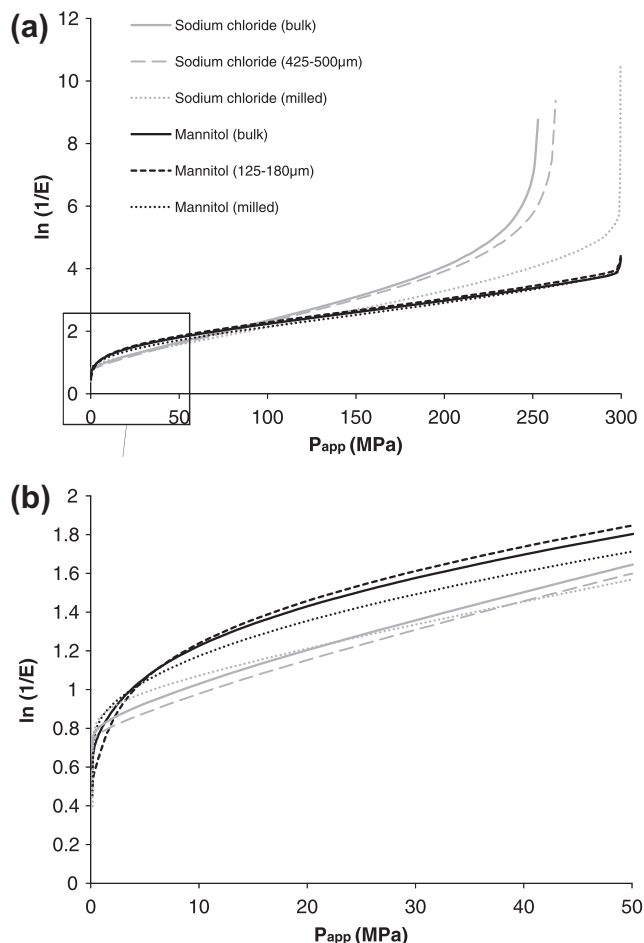 (a)
12
10
8
6
4
2
0
ln (1/E)
Sodium chloride (bulk)
Sodium chloride (425-500µm)
Sodium chloride (milled)
Mannitol (bulk)
Mannitol (125-180µm)
Mannitol (milled)
0 50 100 150 200 250 300
Papp (MPa)
(b)
2
1.8
1.6
1.4
1.2
1
0.8
0.6
0.4
0.2
0
ln (1/E)
0 10 20 30 40 50
Papp (MPa)